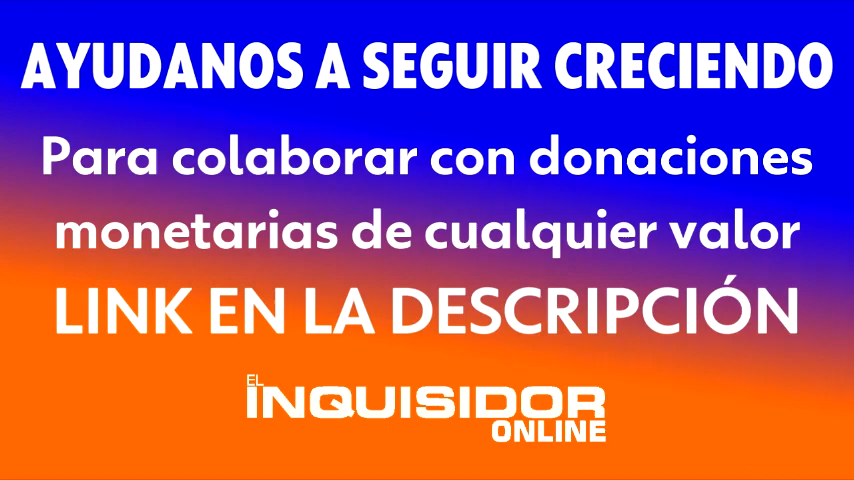 AYUDANOS A SEGUIR CRECIENDO
Para colaborar con donaciones
monetarias de cualquier valor
LINK EN LA DESCRIPCIÓN
EL
INQUISIDOR
ONLINE